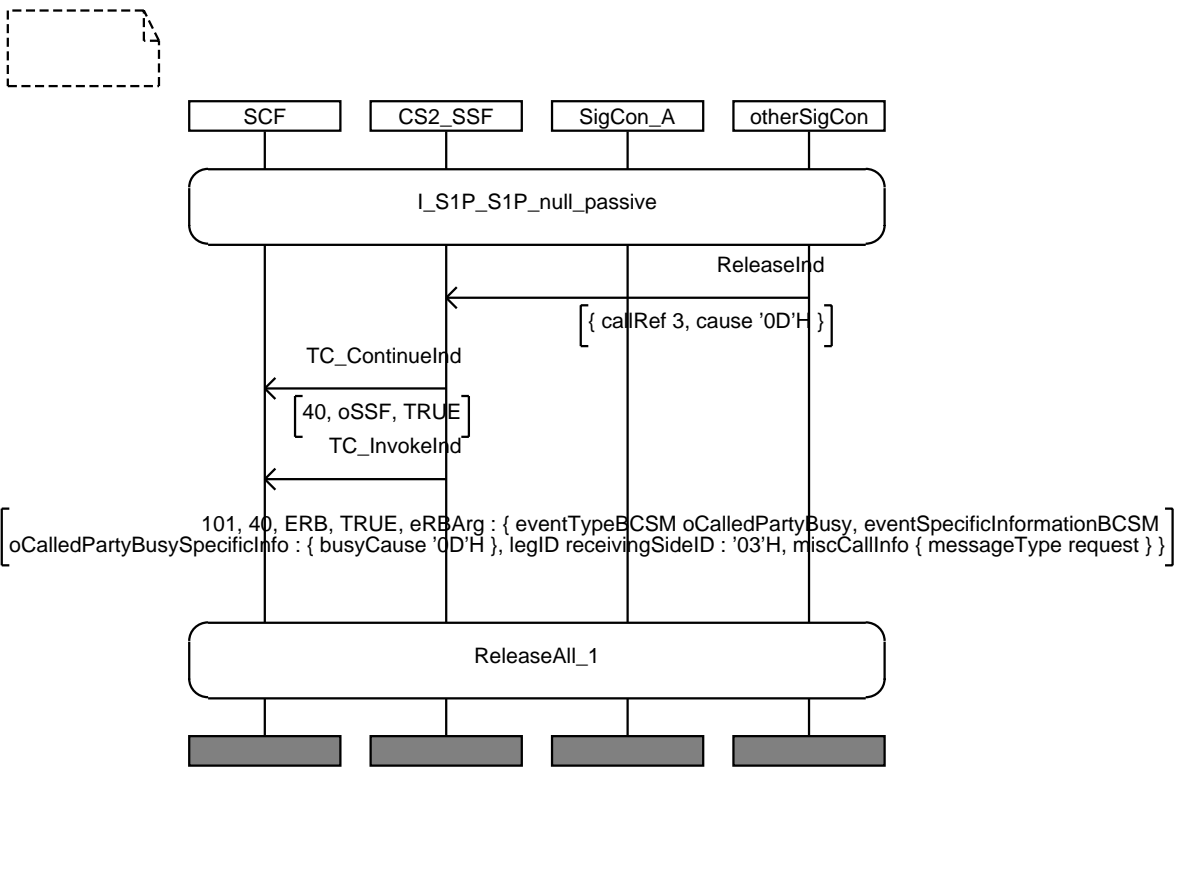 SCF
CS2_SSF
SigCon_A
otherSigCon
I_S1P_S1P_null_passive
ReleaseInd
{ callRef 3, cause '0D'H }
TC_ContinueInd
40, oSSF, TRUE
TC_InvokeInd
101, 40, ERB, TRUE, eRBArg : { eventTypeBCSM oCalledPartyBusy, eventSpecificInformationBCSM
oCalledPartyBusySpecificInfo : { busyCause '0D'H }, legID receivingSideID : '03'H, miscCallInfo { messageType request } }
ReleaseAll_1